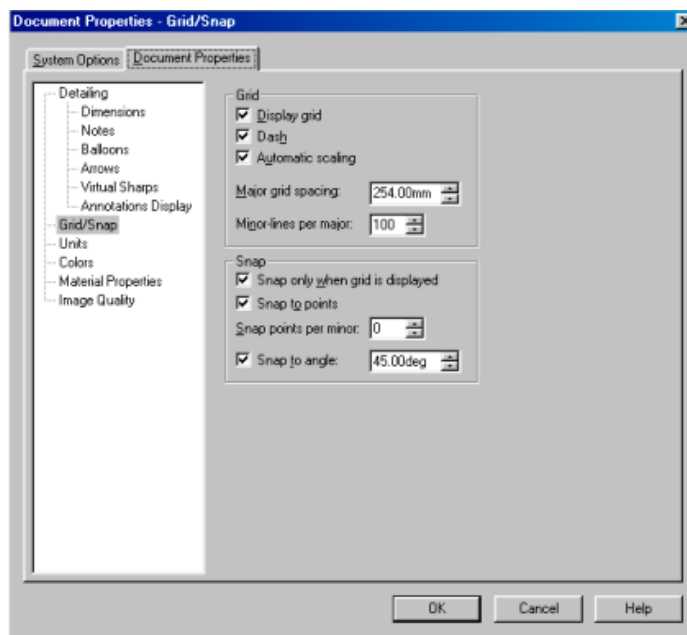 Document Properties - Grid/Snap
System Options
Document Properties
Detailing
Dimensions
Notes
Balloons
Arrows
Virtual Sharps
Annotations Display
Grid/Snap
Units
Colors
Material Properties
Image Quality
Grid
Display grid
Dash
Automatic scaling
Major grid spacing: 254.00mm
Minor-lines per major: 100
Snap
Snap only when grid is displayed
Snap to points
Snap points per minor: 0
Snap to angle: 45.00deg
OK Cancel Help